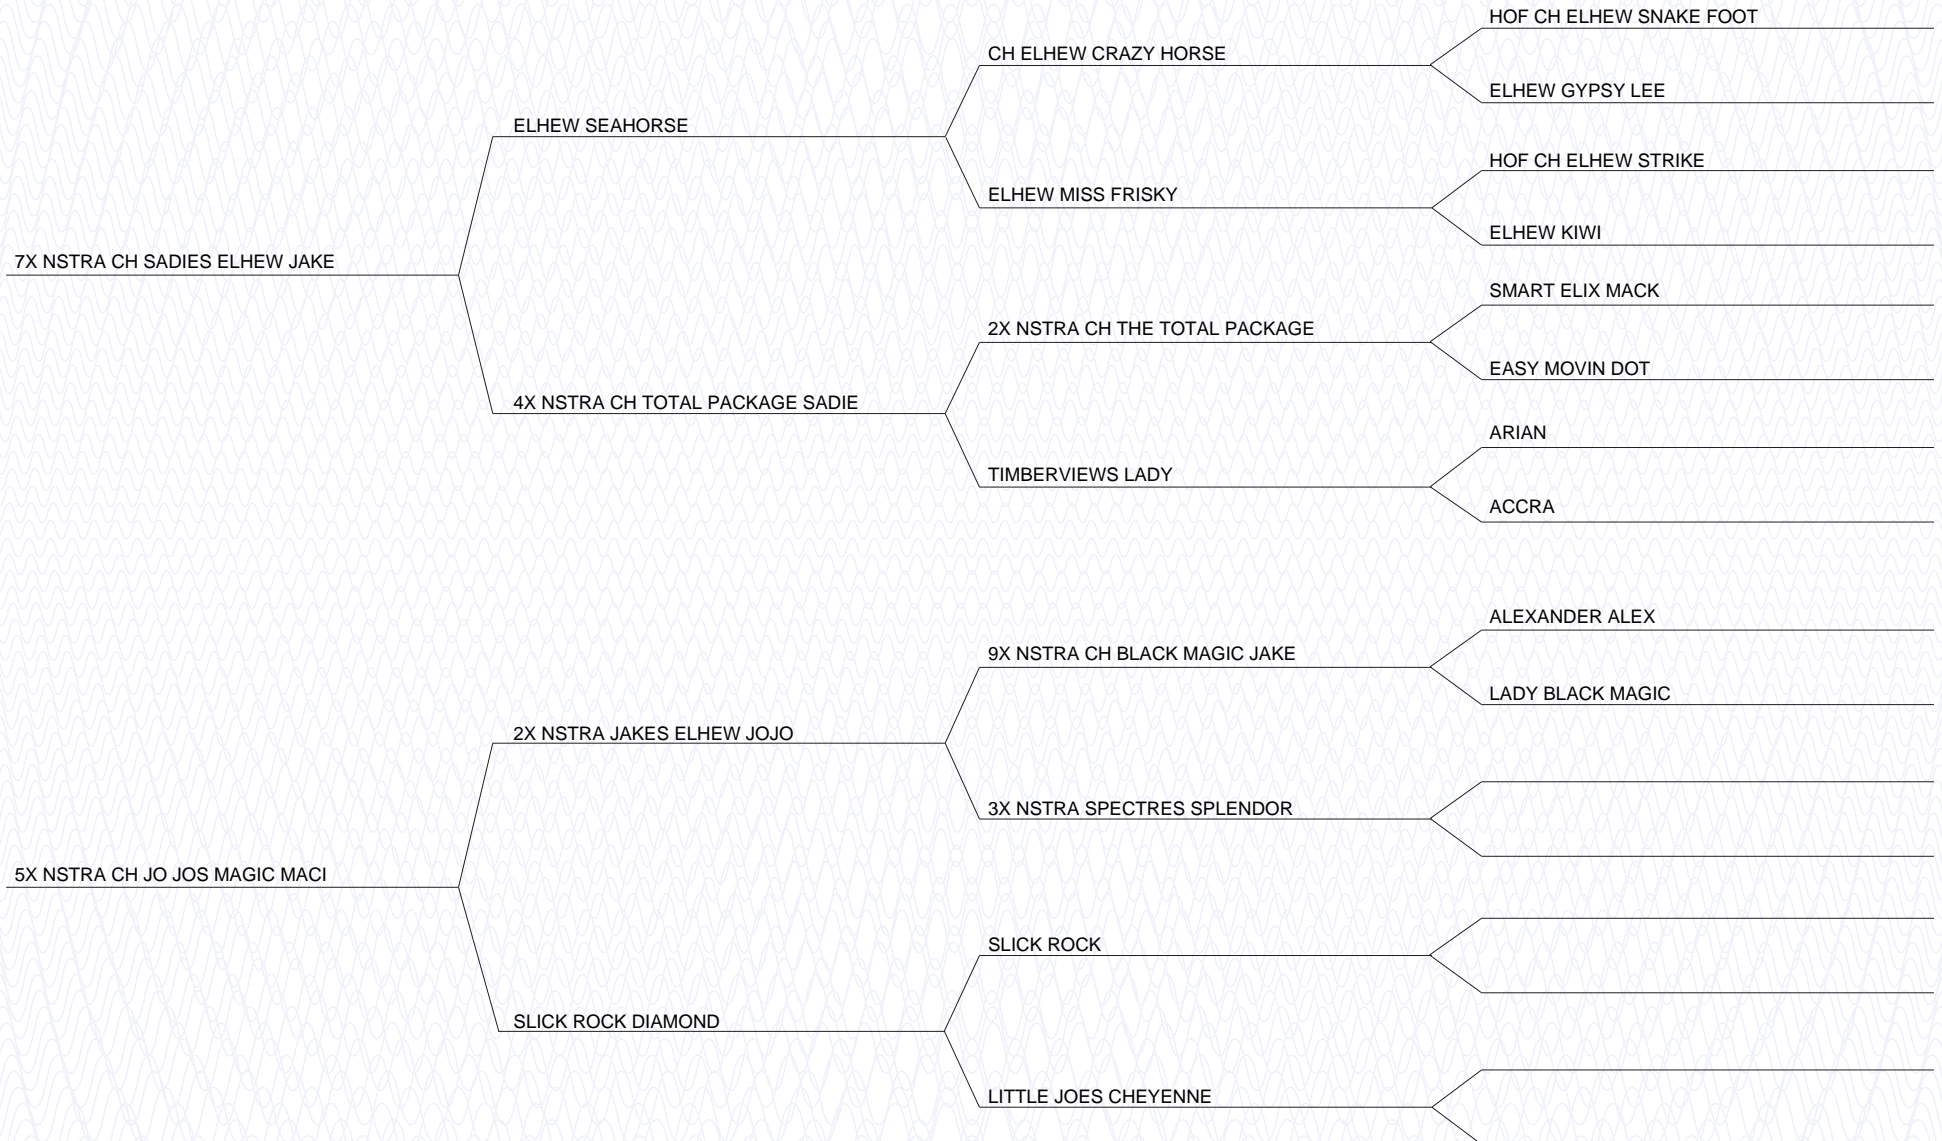 HOF CH ELHEW SNAKE FOOT
CH ELHEW CRAZY HORSE
ELHEW GYPSY LEE
ELHEW SEAHORSE
HOF CH ELHEW STRIKE
ELHEW MISS FRISKY
ELHEW KIWI
7X NSTRA CH SADIES ELHEW JAKE
SMART ELIX MACK
2X NSTRA CH THE TOTAL PACKAGE
EASY MOVIN DOT
4X NSTRA CH TOTAL PACKAGE SADIE
ARIAN
TIMBERVIEWS LADY
ACCRA
ALEXANDER ALEX
9X NSTRA CH BLACK MAGIC JAKE
LADY BLACK MAGIC
2X NSTRA JAKES ELHEW JOJO
3X NSTRA SPECTRES SPLENDOR
5X NSTRA CH JO JOS MAGIC MACI
SLICK ROCK
SLICK ROCK DIAMOND
LITTLE JOES CHEYENNE